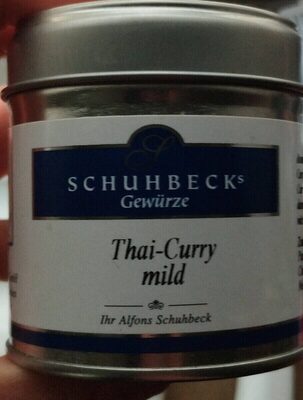 S
SCHUHBECKS
Gewürze
Thai-Curry
mild
Ihr Alfons Schuhbeck